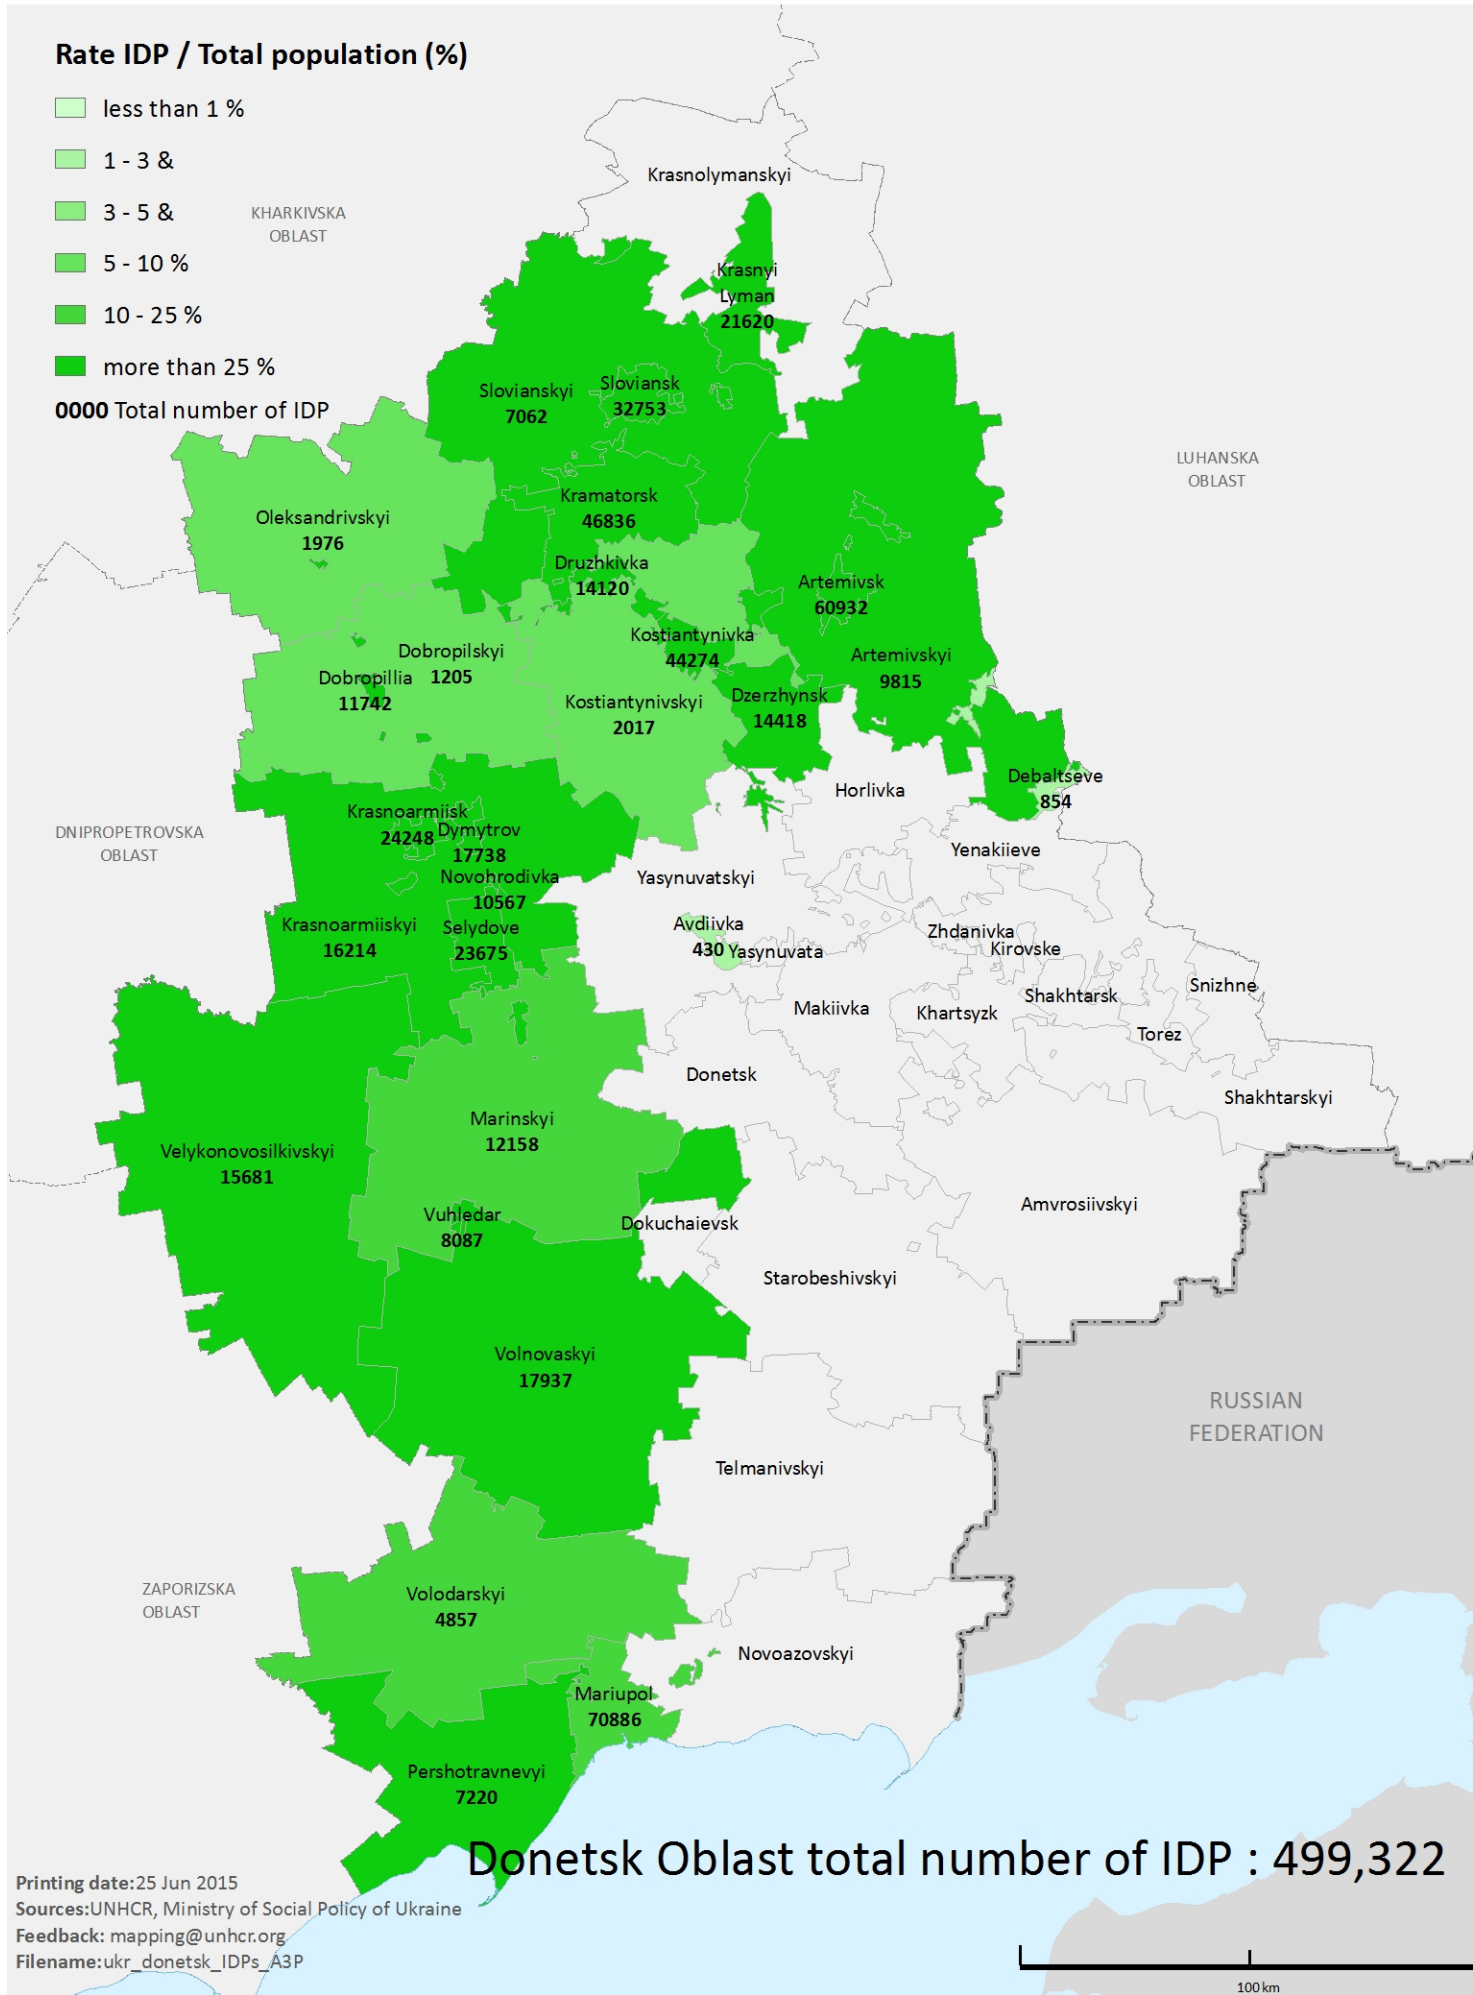 Rate IDP / Total population (%)
less than 1 %
1 - 3 &
3 - 5 &
5 - 10 %
10 - 25 %
more than 25 %
0000 Total number of IDP
KHARKIVSKA
OBLAST
Krasnolymanskyi
Krasnyi
Lyman
21620
Slovianskyi
7062
Sloviansk
32753
LUHANSKA
OBLAST
Oleksandrivskyi
1976
Kramatorsk
46836
Druzhkivka
14120
Artemivsk
60932
Kostiantynivka
44274
Artemivskyi
9815
Dobropilskyi
1205
Dobropillia
11742
Kostiantynivskyi
2017
Dzerzhynsk
14418
Horlivka
Debaltseve
854
DNIPROPETROVSKA
OBLAST
Krasnoarmiisk
24248
Dymytrov
17738
Yenakiieve
Novohrodivka
10567
Yasynuvatskyi
Krasnoarmiiskyi
16214
Selydove
23675
Avdiivka
430
Yasynuvata
Zhdanivka
Kirovske
Snizhne
Shakhtarsk
Makiivka
Khartsyzk
Torez
Donetsk
Shakhtarskyi
Marinskyi
12158
Velykonovosilkivskyi
15681
Vuhledar
8087
Dokuchaievsk
Amvrosiivskyi
Starobeshivskyi
Volnovaskyi
17937
RUSSIAN
FEDERATION
Telmanivskyi
ZAPORIZSKA
OBLAST
Volodarskyi
4857
Novoazovskyi
Mariupol
70886
Pershotravnevyi
7220
Donetsk Oblast total number of IDP : 499,322
Printing date:25 Jun 2015
Sources:UNHCR, Ministry of Social Policy of Ukraine
Feedback: mapping@unhcr.org
Filename:ukr_donetsk_IDPs_A3P
100 km